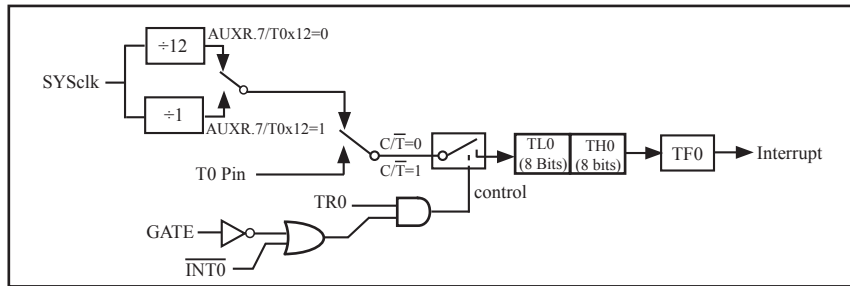 ÷12
AUXR.7/T0x12=0
SYSclk
÷1
AUXR.7/T0x12=1
C/T̅=0
C/T̅=1
T0 Pin
TL0
(8 Bits)
TH0
(8 bits)
TF0
Interrupt
control
TR0
GATE
I̅N̅T̅0̅